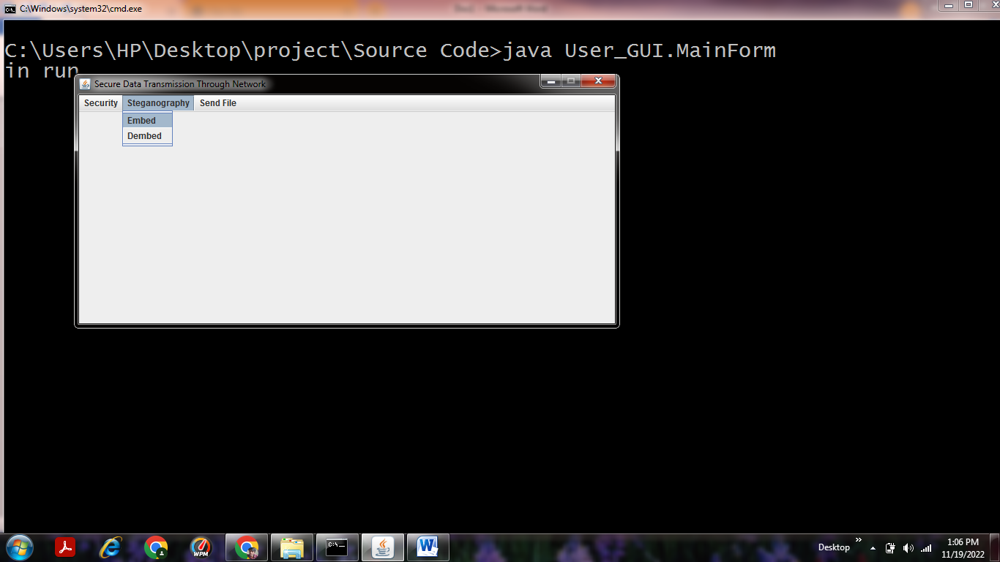 C:\Windows\system32\cmd.exe
C:\Users\HP\Desktop\project\Source Code>java User_GUI.MainForm
in run
Secure Data Transmission Through Network
Security Steganography Send File
Embed
Dembed
WPM
C:\_
Desktop
1:06 PM
11/19/2022